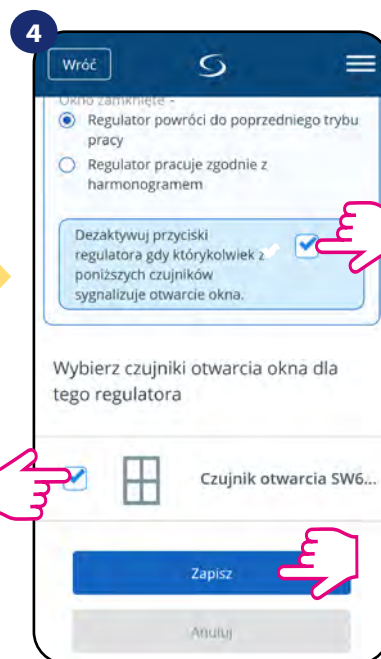 4
Wróć
Okno zamknięte -
Regulator powróci do poprzedniego trybu
pracy
Regulator pracuje zgodnie z
harmonogramem
Dezaktywuj przyciski
regulatora gdy którykolwiek z
poniższych czujników
sygnalizuje otwarcie okna.
Wybierz czujniki otwarcia okna dla
tego regulatora
Czujnik otwarcia SW6...
Zapisz
Anuluj